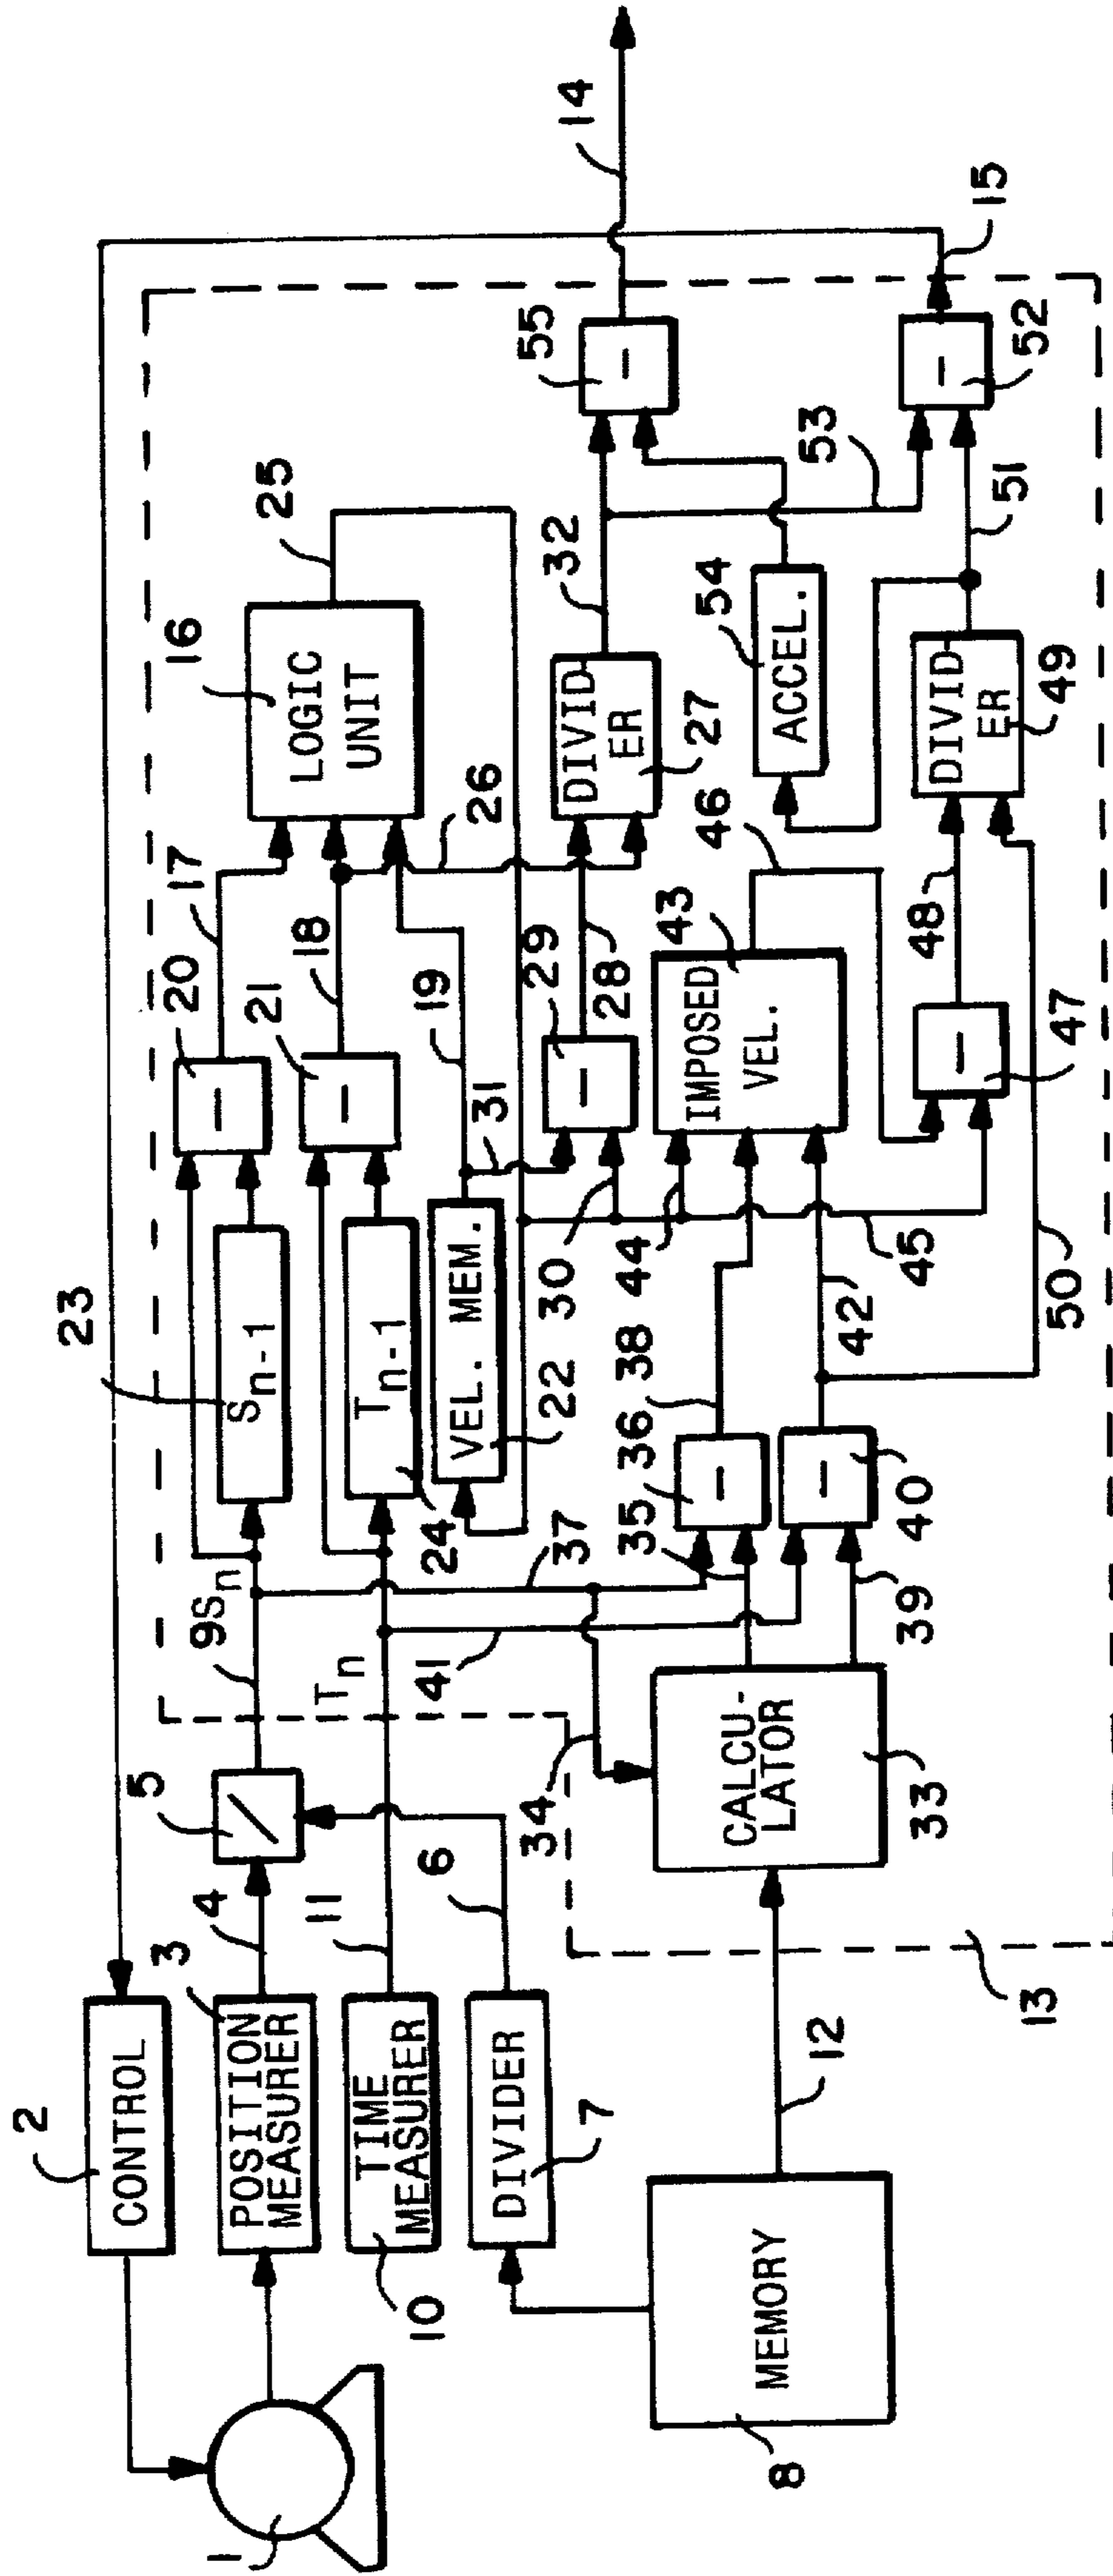 2
CONTROL
3
POSITION
MEASURER
4
5
9Sₙ
23
Sₙ₋₁
20
17
16
LOGIC
UNIT
25
1
10
TIME
MEASURER
11
1Tₙ
Tₙ₋₁
24
21
18
VEL. MEM.
22
19
31
26
7
DIVIDER
6
34
41
37
30
29
28
DIVID
ER
27
32
55
14
8
MEMORY
12
CALCU-
LATOR
33
35
36
38
44
IMPOSED
VEL.
43
46
ACCEL.
54
53
39
40
42
45
47
48
DIVID
ER
49
51
52
15
13
50